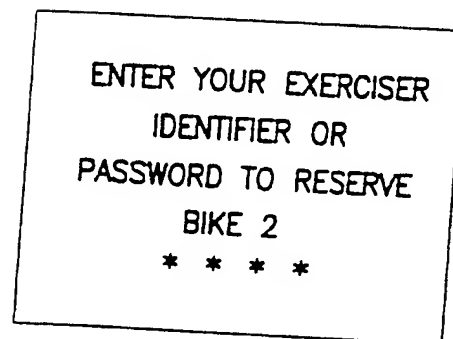 ENTER YOUR EXERCISER
IDENTIFIER OR
PASSWORD TO RESERVE
BIKE 2
* * * *